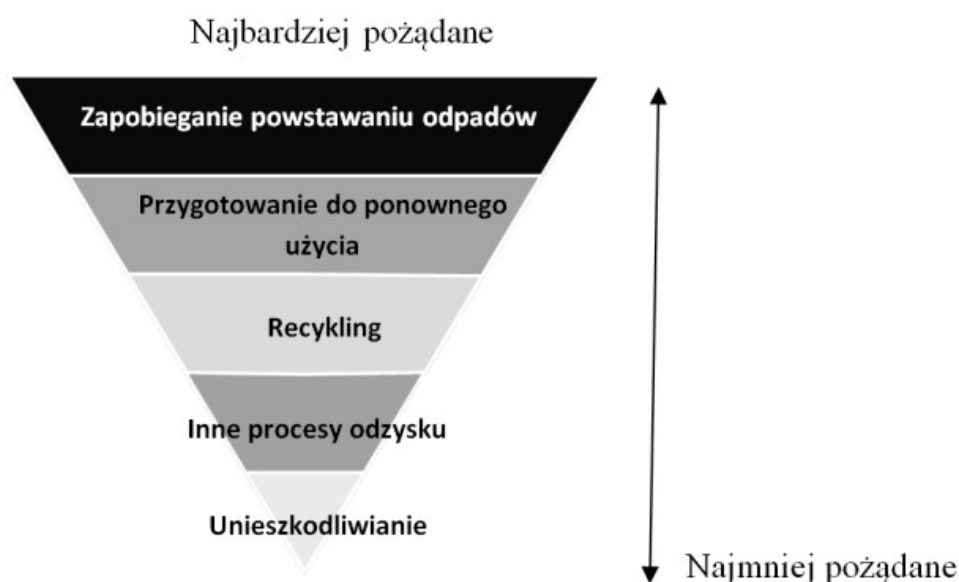 Najbardziej pożądane
Zapobieganie powstawaniu odpadów
Przygotowanie do ponownego
użycia
Recykling
Inne procesy odzysku
Unieszkodliwianie
Najmniej pożądane